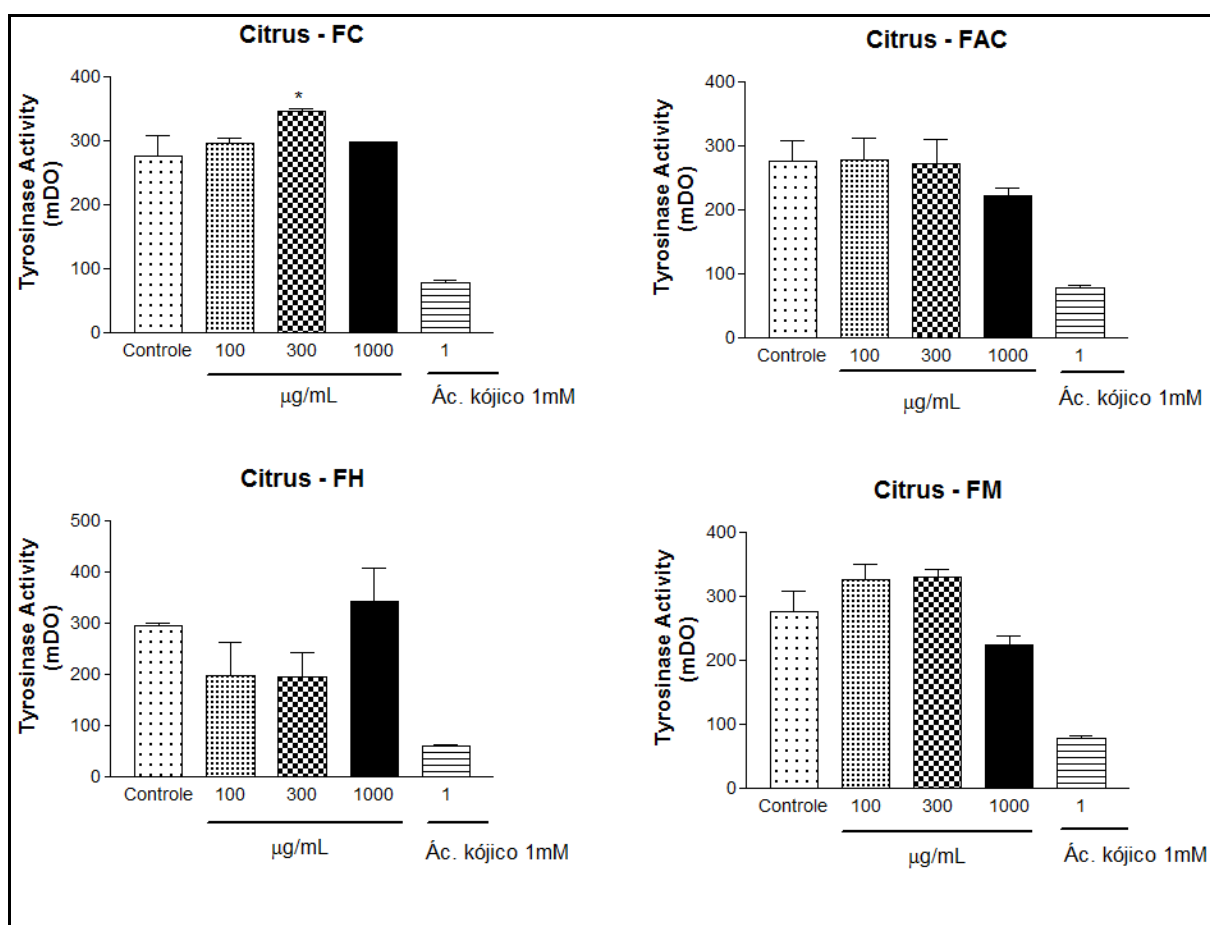 Citrus - FC
Tyrosinase Activity
(mDO)
400
300
200
100
0
*
Controle 100 300 1000 1
µg/mL
Ác. kójico 1mM
Citrus - FAC
Tyrosinase Activity
(mDO)
400
300
200
100
0
Controle 100 300 1000 1
µg/mL
Ác. kójico 1mM
Citrus - FH
Tyrosinase Activity
(mDO)
500
400
300
200
100
0
Controle 100 300 1000 1
µg/mL
Ác. kójico 1mM
Citrus - FM
Tyrosinase Activity
(mDO)
400
300
200
100
0
Controle 100 300 1000 1
µg/mL
Ác. kójico 1mM